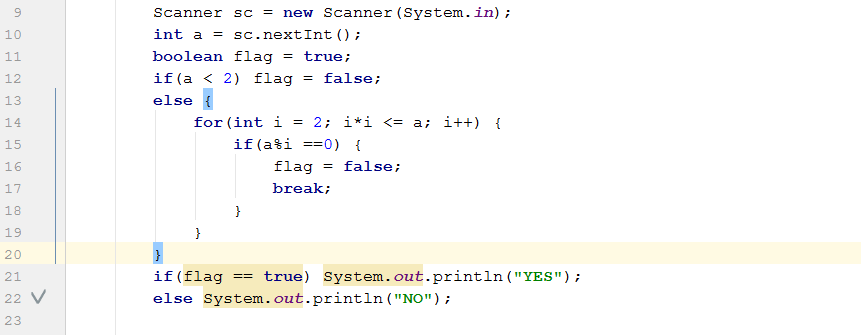 9 Scanner sc = new Scanner(System.in);
10 int a = sc.nextInt();
11 boolean flag = true;
12 if(a < 2) flag = false;
13 else {
14 for(int i = 2; i*i <= a; i++) {
15 if(a%i ==0) {
16 flag = false;
17 break;
18 }
19 }
20 }
21 if(flag == true) System.out.println("YES");
22 else System.out.println("NO");
23